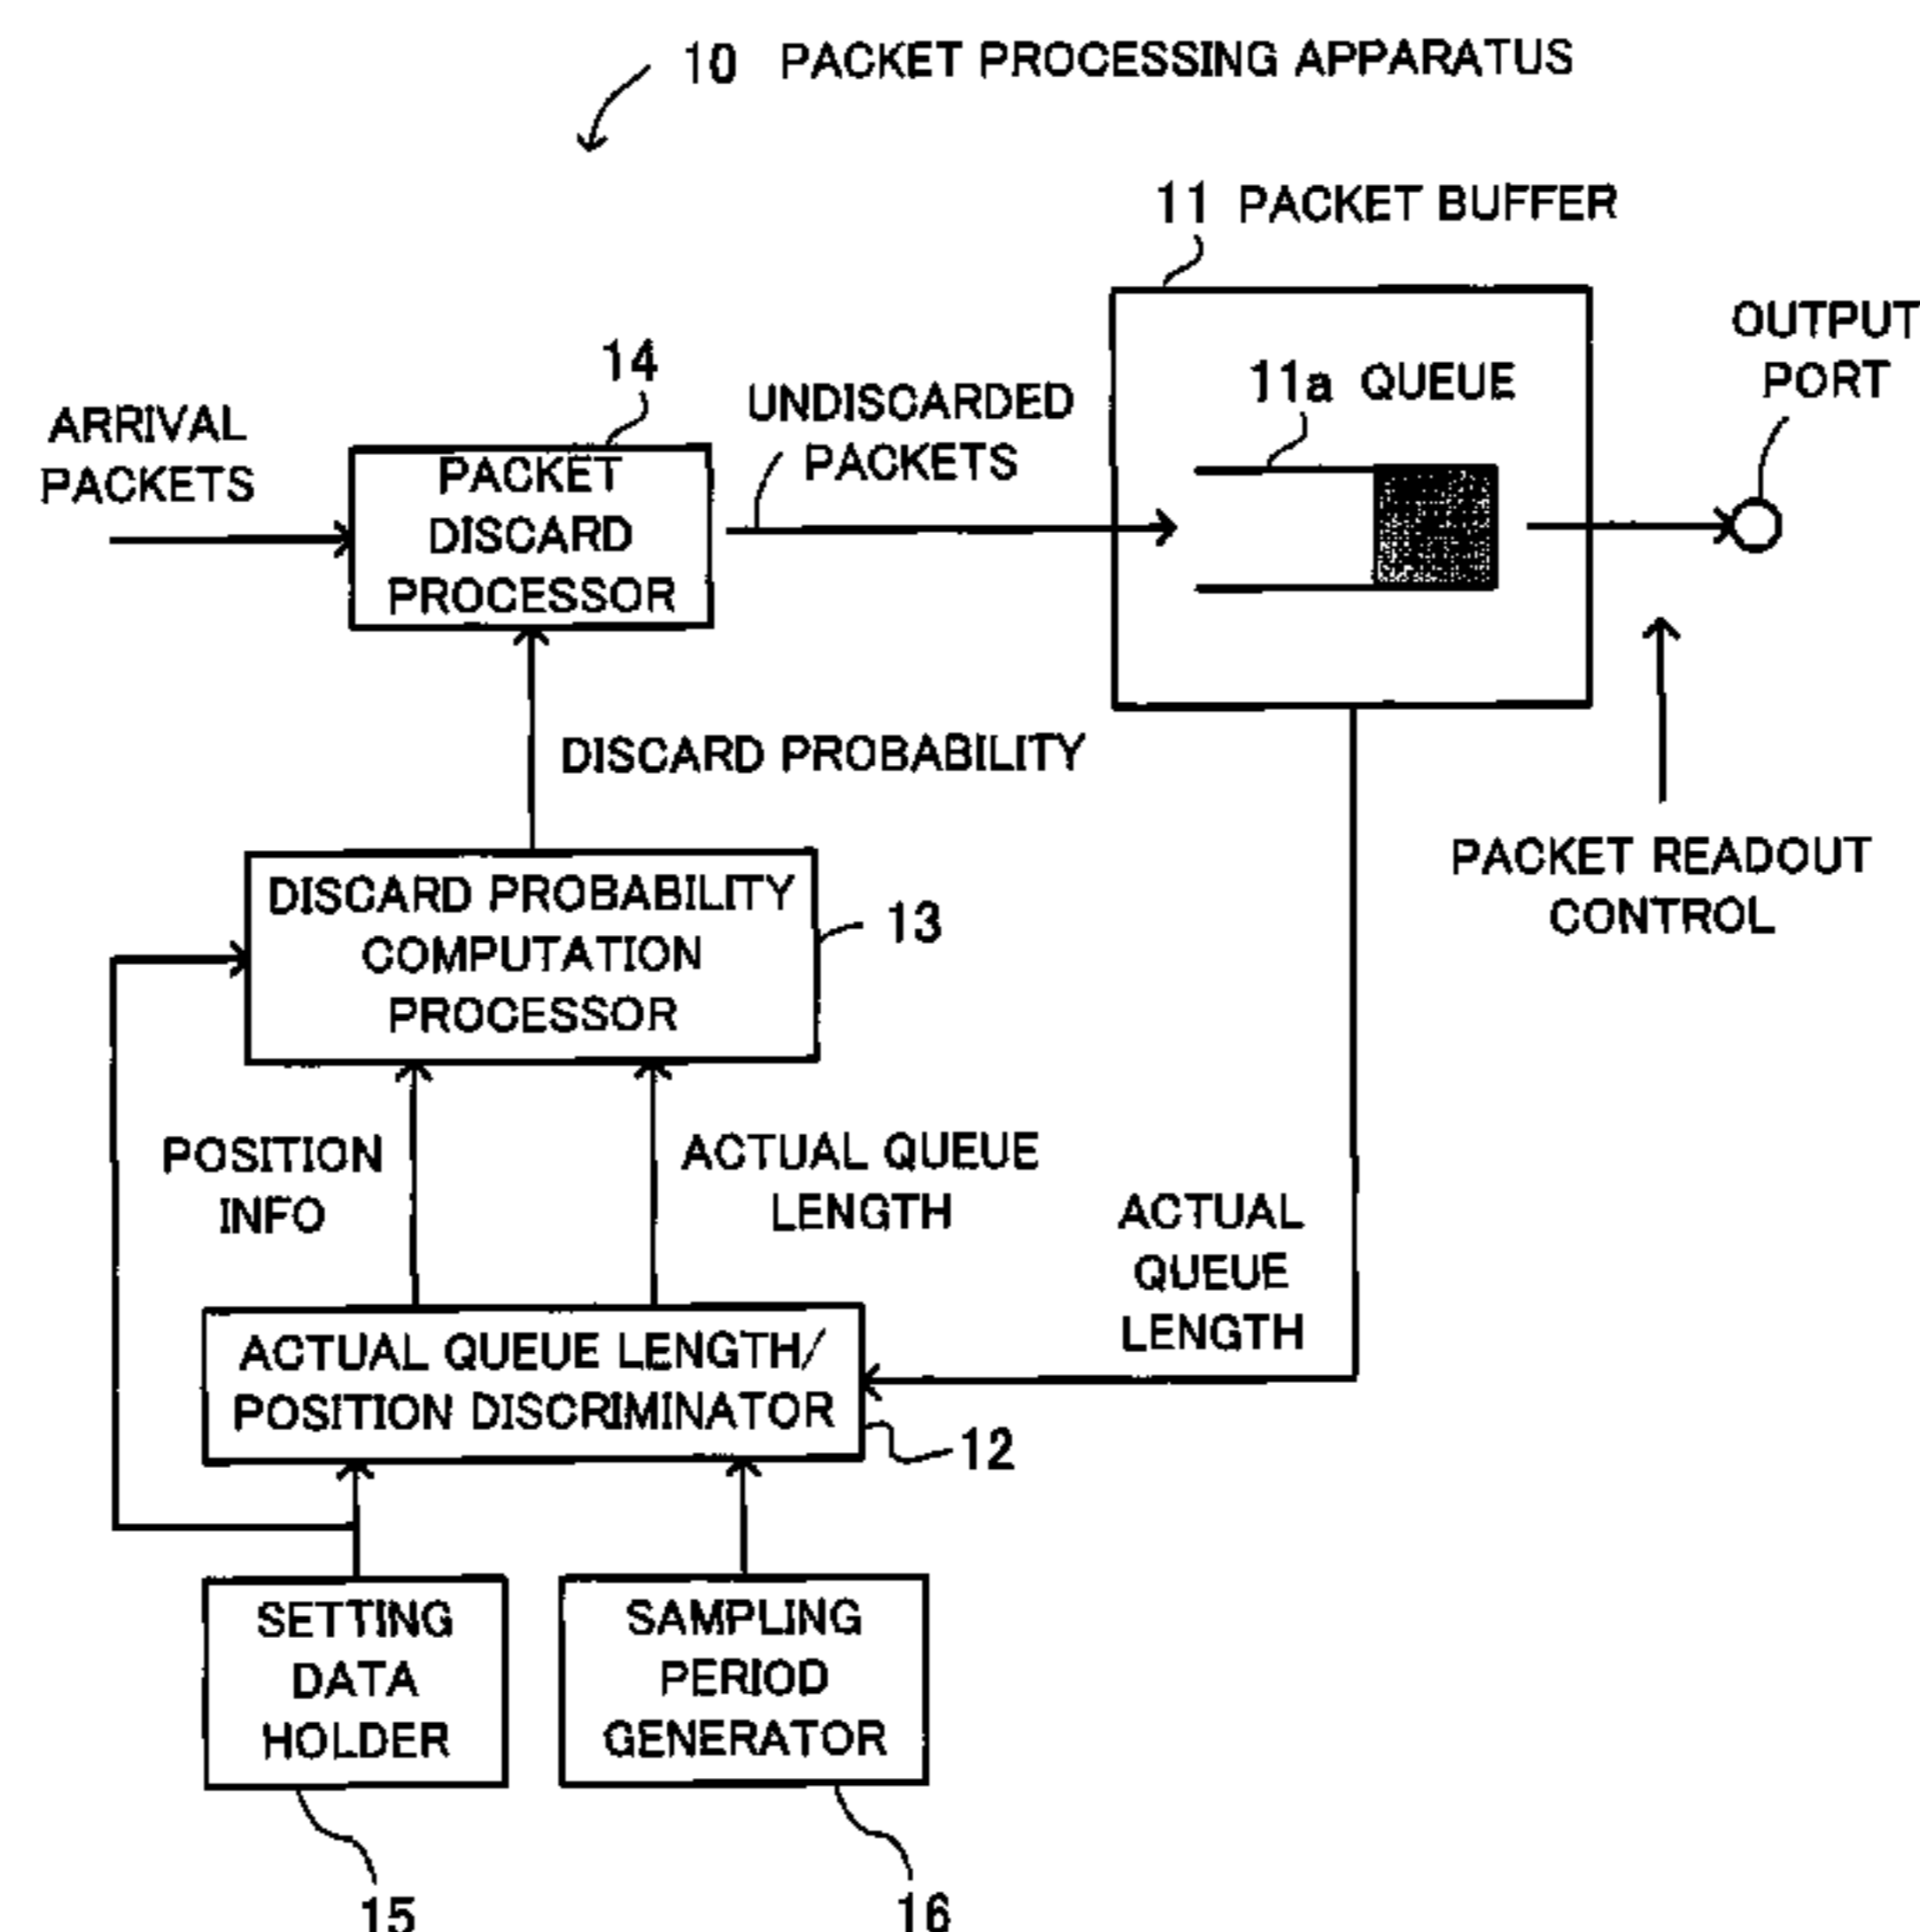 10 PACKET PROCESSING APPARATUS
11 PACKET BUFFER
OUTPUT
PORT
14
11a QUEUE
UNDISCARDED
PACKETS
ARRIVAL
PACKETS
PACKET
DISCARD
PROCESSOR
DISCARD PROBABILITY
PACKET READOUT
CONTROL
DISCARD PROBABILITY
COMPUTATION
PROCESSOR
13
POSITION
INFO
ACTUAL QUEUE
LENGTH
ACTUAL
QUEUE
LENGTH
ACTUAL QUEUE LENGTH/
POSITION DISCRIMINATOR
12
SETTING
DATA
HOLDER
SAMPLING
PERIOD
GENERATOR
15
16